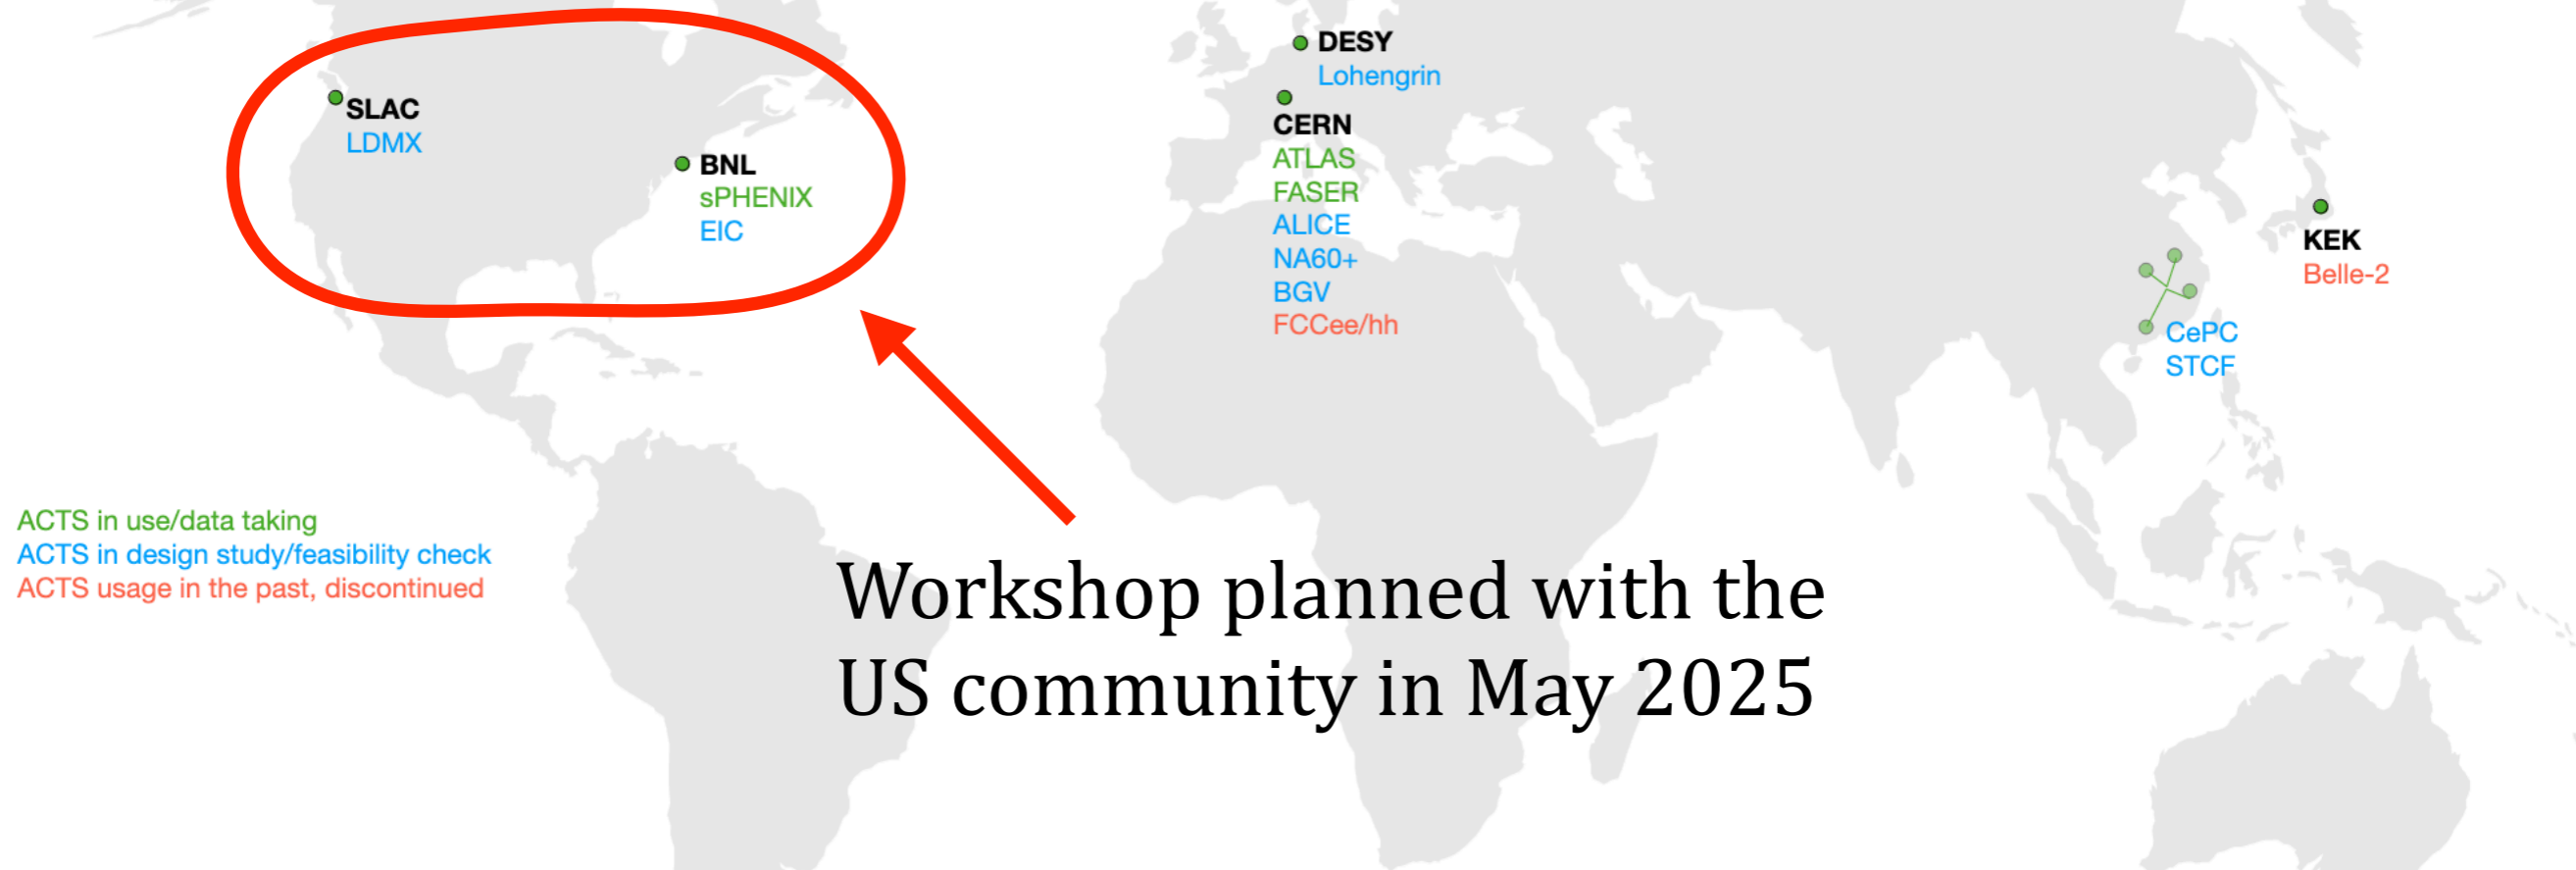 SLAC
LDMX
BNL
sPHENIX
EIC
DESY
Lohengrin
CERN
ATLAS
FASER
ALICE
NA60+
BGV
FCCee/hh
KEK
Belle-2
CePC
STCF
ACTS in use/data taking
ACTS in design study/feasibility check
ACTS usage in the past, discontinued
Workshop planned with the
US community in May 2025